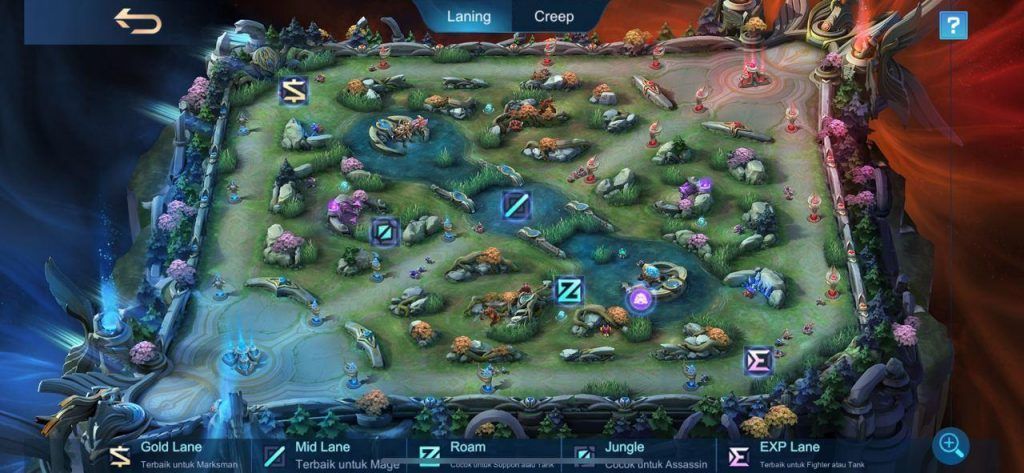 Laning
Creep
?
Gold Lane
Terbaik untuk Marksman
Mid Lane
Terbaik untuk Mage
Roam
Cocok untuk Support atau Tank
Jungle
Cocok untuk Assassin
EXP Lane
Terbaik untuk Fighter atau Tank